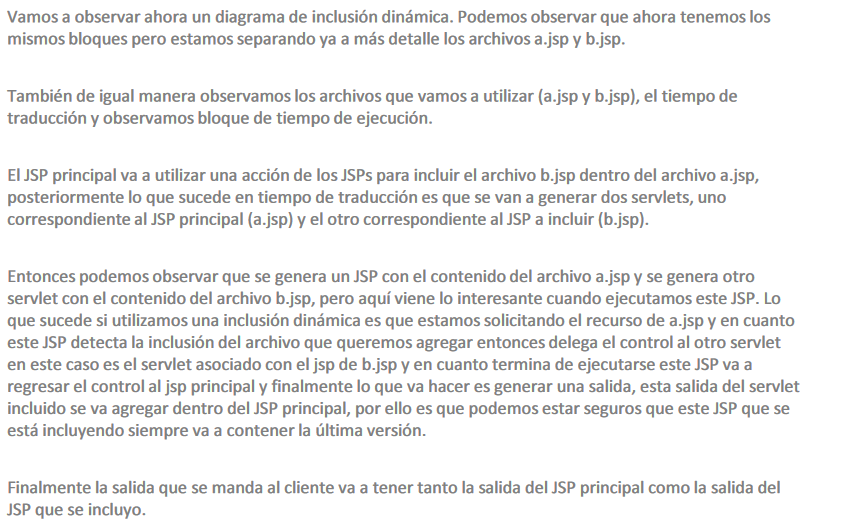 Vamos a observar ahora un diagrama de inclusión dinámica. Podemos observar que ahora tenemos los
mismos bloques pero estamos separando ya a más detalle los archivos a.jsp y b.jsp.
También de igual manera observamos los archivos que vamos a utilizar (a.jsp y b.jsp), el tiempo de
traducción y observamos bloque de tiempo de ejecución.
El JSP principal va a utilizar una acción de los JSPs para incluir el archivo b.jsp dentro del archivo a.jsp,
posteriormente lo que sucede en tiempo de traducción es que se van a generar dos servlets, uno
correspondiente al JSP principal (a.jsp) y el otro correspondiente al JSP a incluir (b.jsp).
Entonces podemos observar que se genera un JSP con el contenido del archivo a.jsp y se genera otro
servlet con el contenido del archivo b.jsp, pero aquí viene lo interesante cuando ejecutamos este JSP. Lo
que sucede si utilizamos una inclusión dinámica es que estamos solicitando el recurso de a.jsp y en cuanto
este JSP detecta la inclusión del archivo que queremos agregar entonces delega el control al otro servlet
en este caso es el servlet asociado con el jsp de b.jsp y en cuanto termina de ejecutarse este JSP va a
regresar el control al jsp principal y finalmente lo que va hacer es generar una salida, esta salida del servlet
incluido se va agregar dentro del JSP principal, por ello es que podemos estar seguros que este JSP que se
está incluyendo siempre va a contener la última versión.
Finalmente la salida que se manda al cliente va a tener tanto la salida del JSP principal como la salida del
JSP que se incluyo.